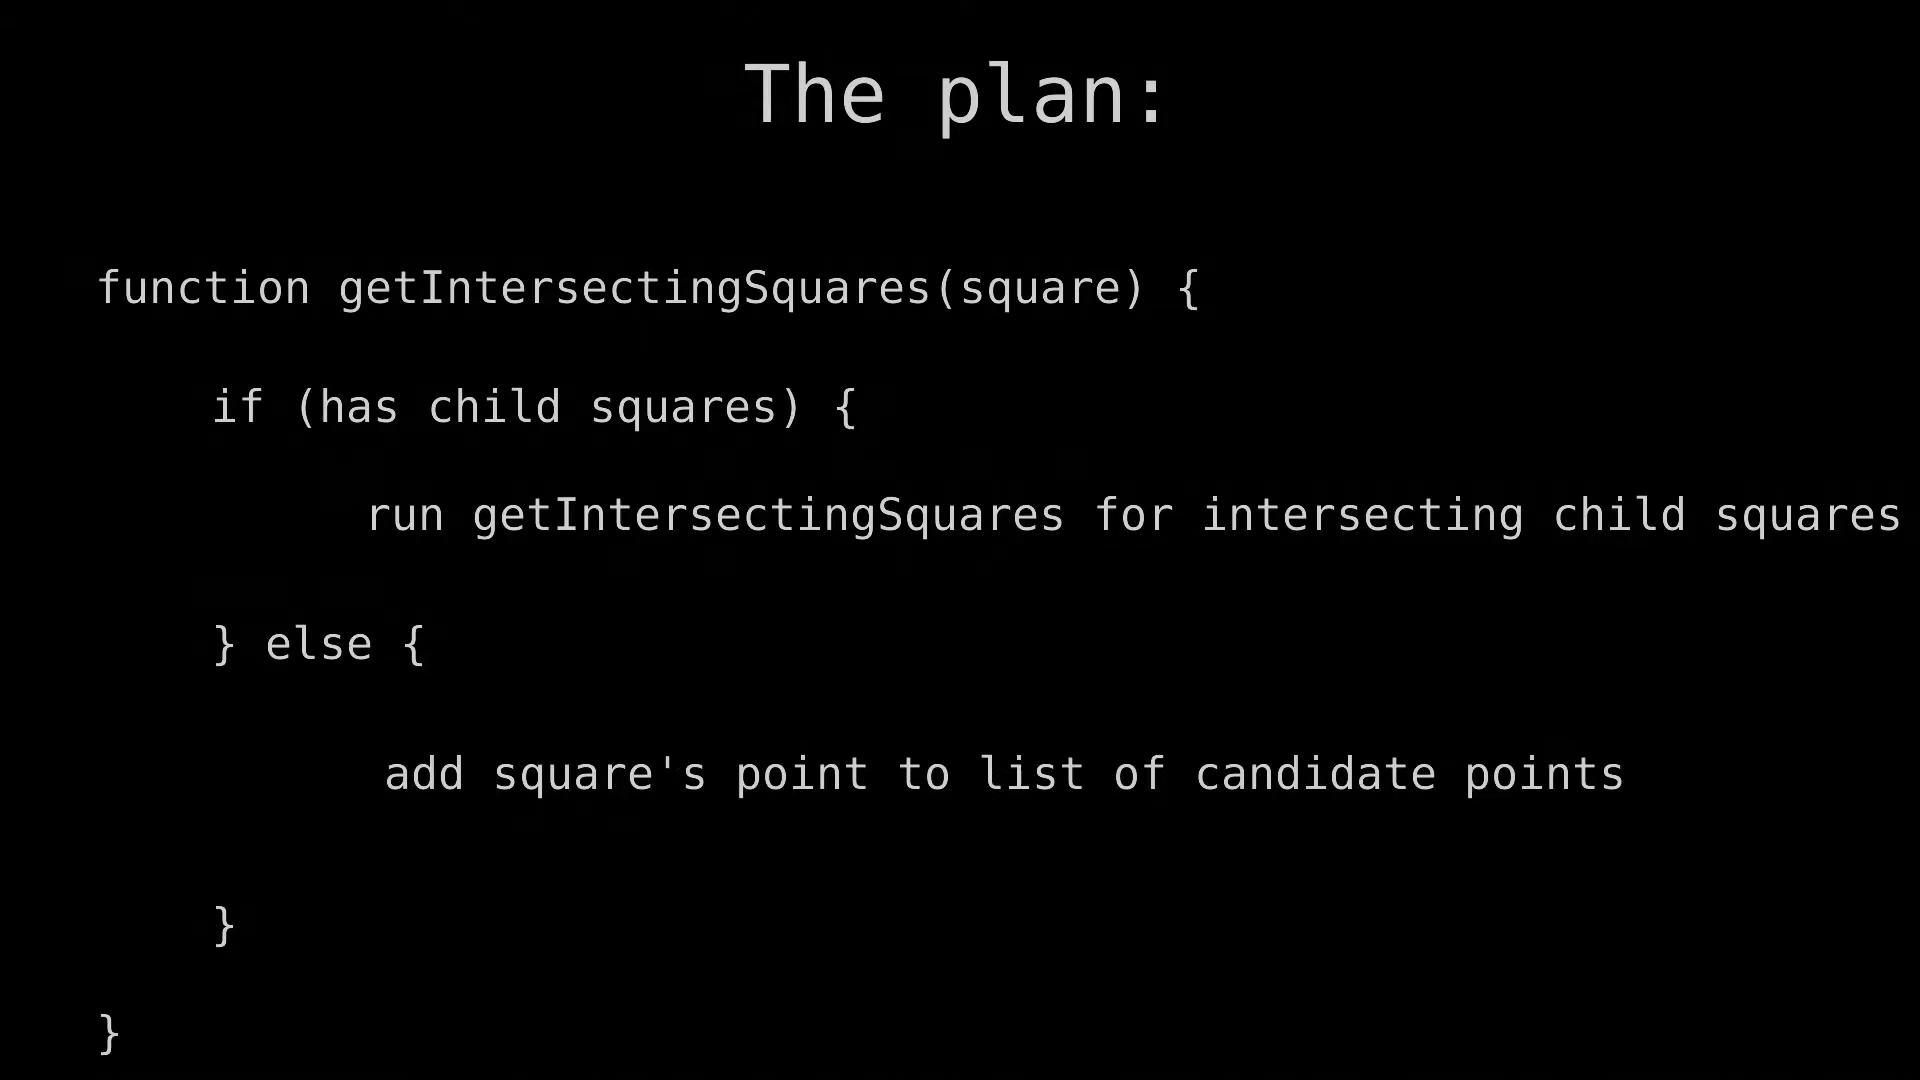 The plan:
function getIntersectingSquares(square) {
if (has child squares) {
run getIntersectingSquares for intersecting child squares
} else {
add square's point to list of candidate points
}
}